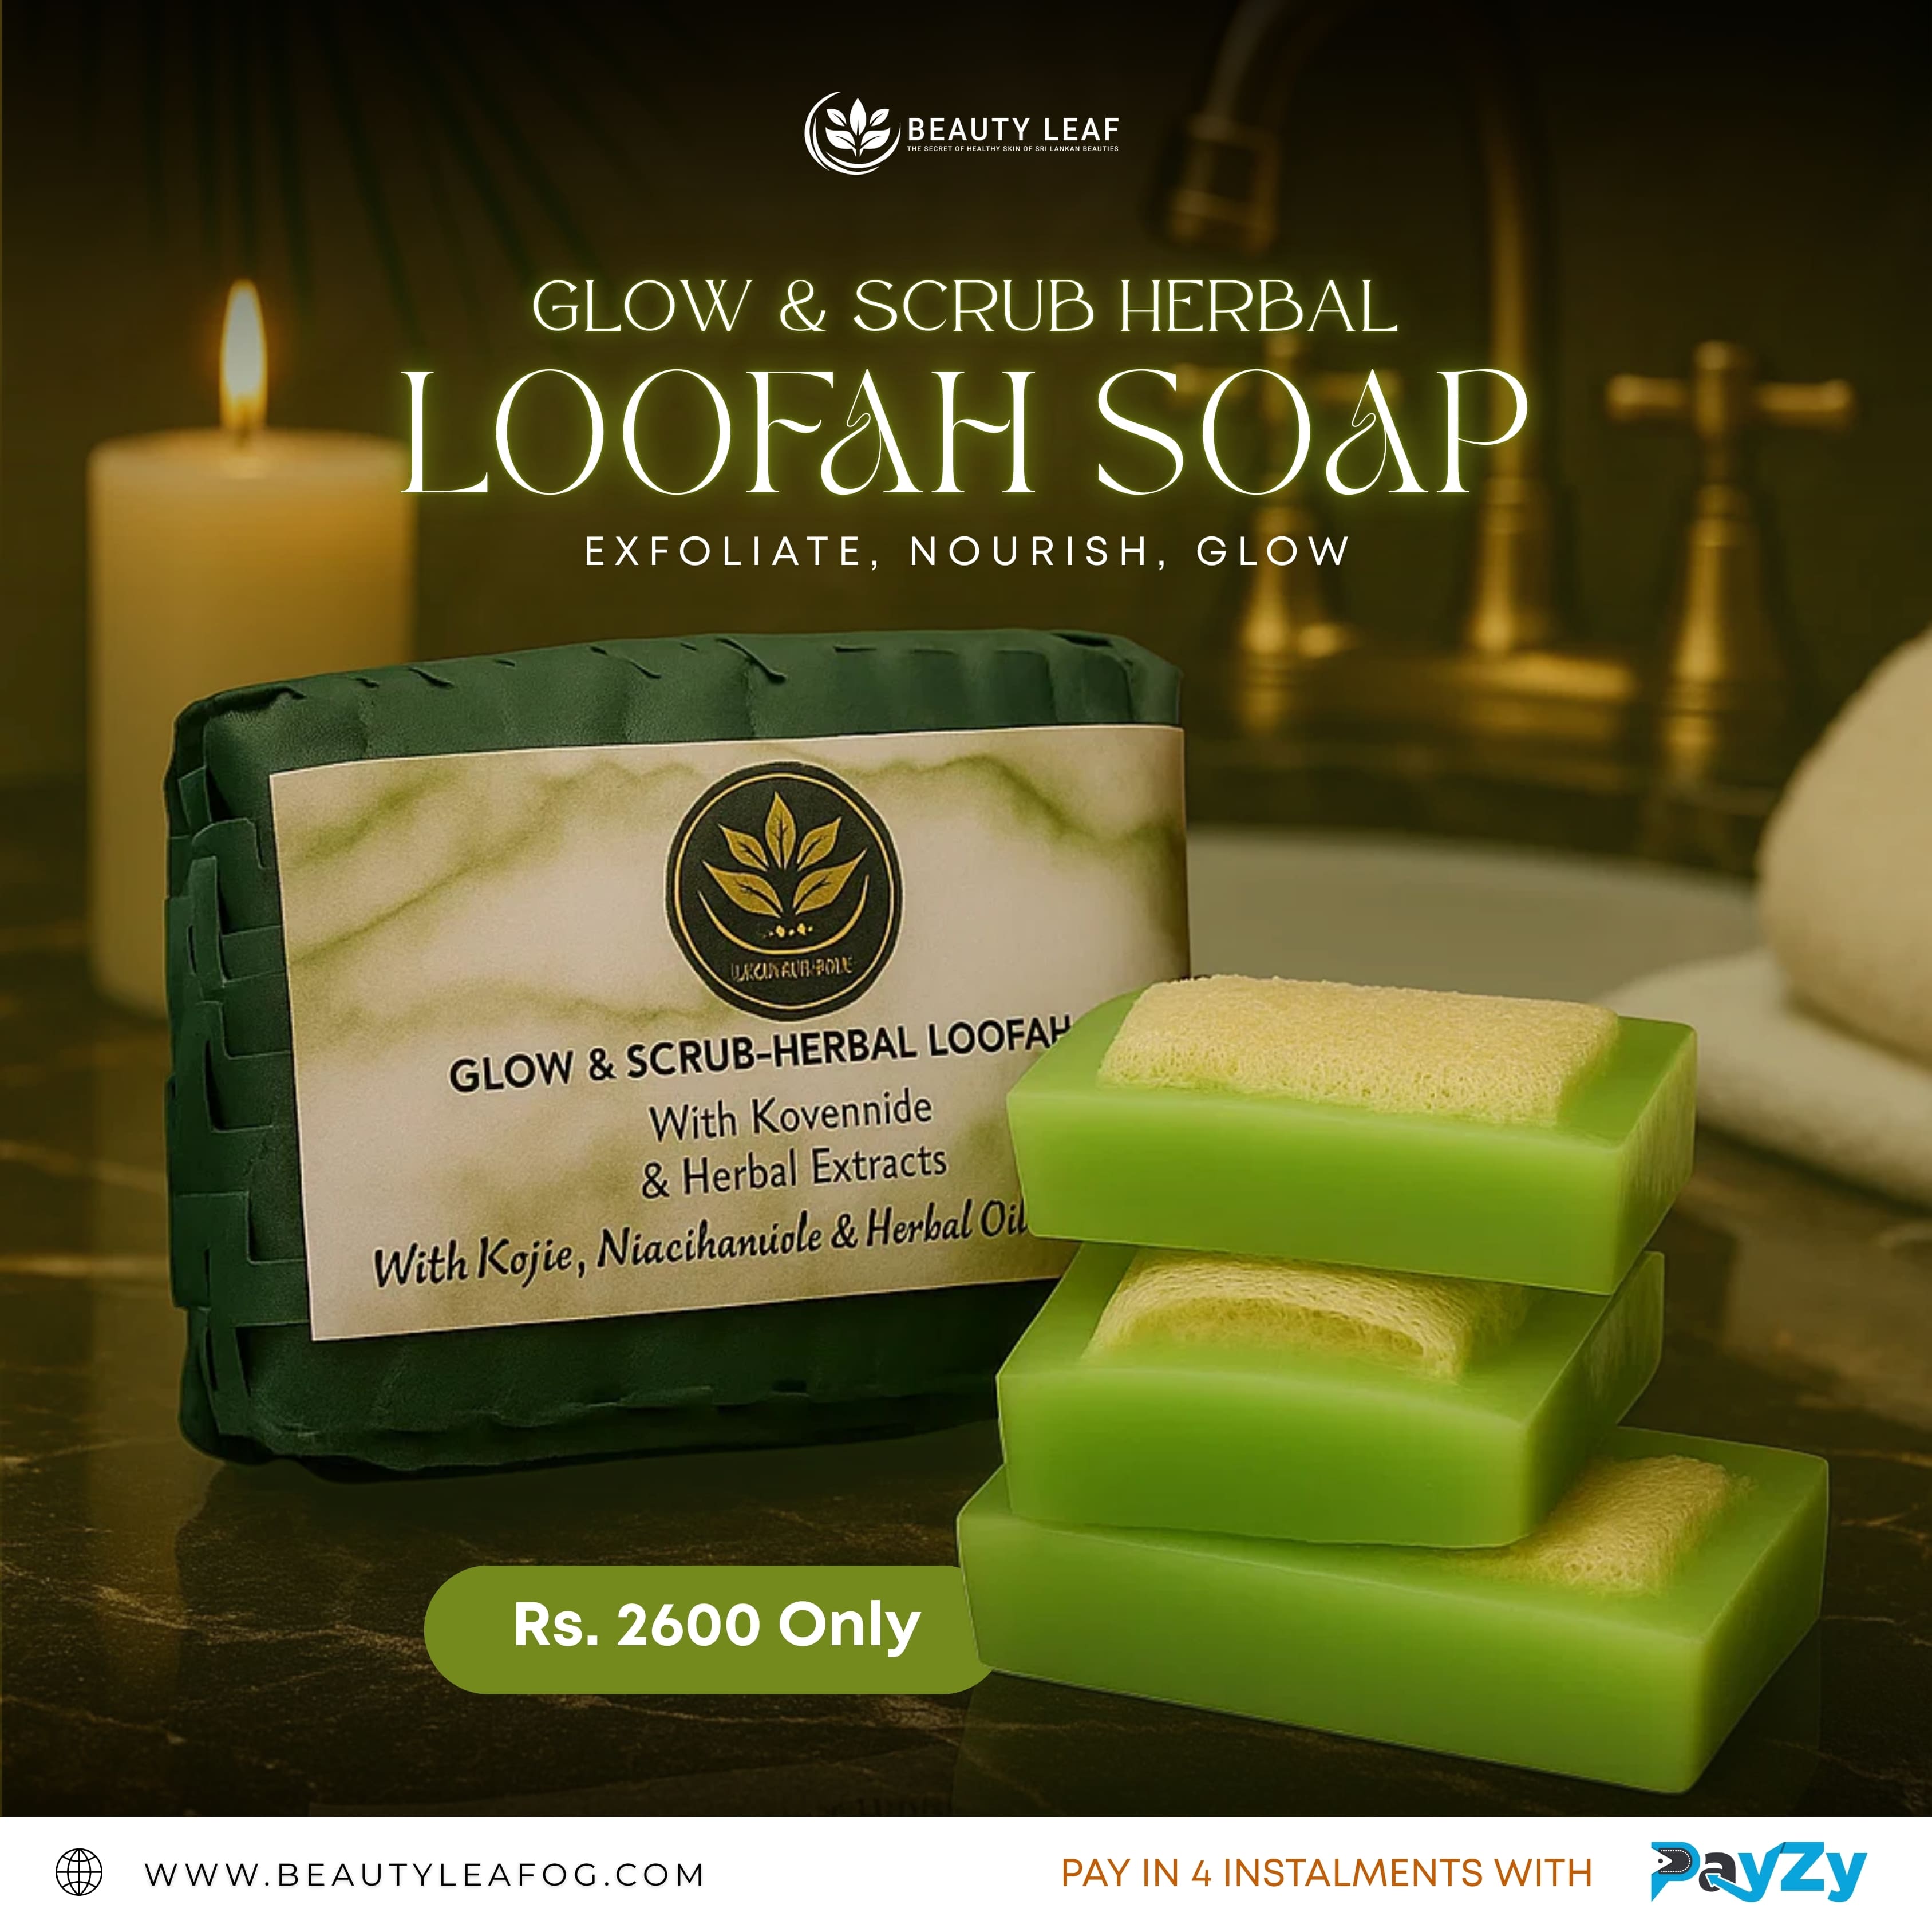 BEAUTY LEAF
THE SECRET OF HEALTHY SKIN OF SRI LANKAN BEAUTIES
GLOW & SCRUB HERBAL
LOOFAH SOAP
EXFOLIATE, NOURISH, GLOW
GLOW & SCRUB-HERBAL LOOFAH
With Kovennide
& Herbal Extracts
With Kojie, Niacihanuiole & Herbal Oil
Rs. 2600 Only
WWW.BEAUTYLEAFOG.COM
PAY IN 4 INSTALMENTS WITH
PayZy